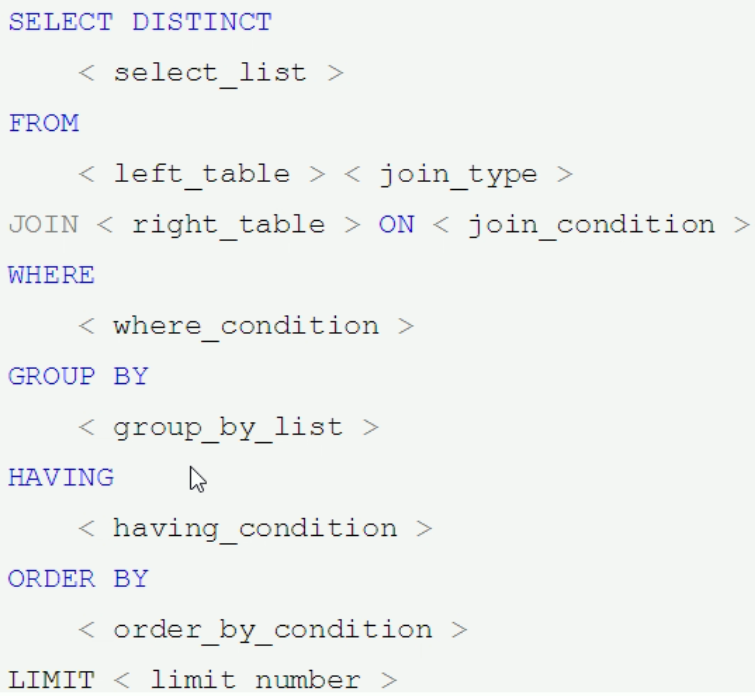 SELECT DISTINCT
< select_list >
FROM
< left_table > < join_type >
JOIN < right_table > ON < join_condition >
WHERE
< where_condition >
GROUP BY
< group_by_list >
HAVING
< having_condition >
ORDER BY
< order_by_condition >
LIMIT < limit number >